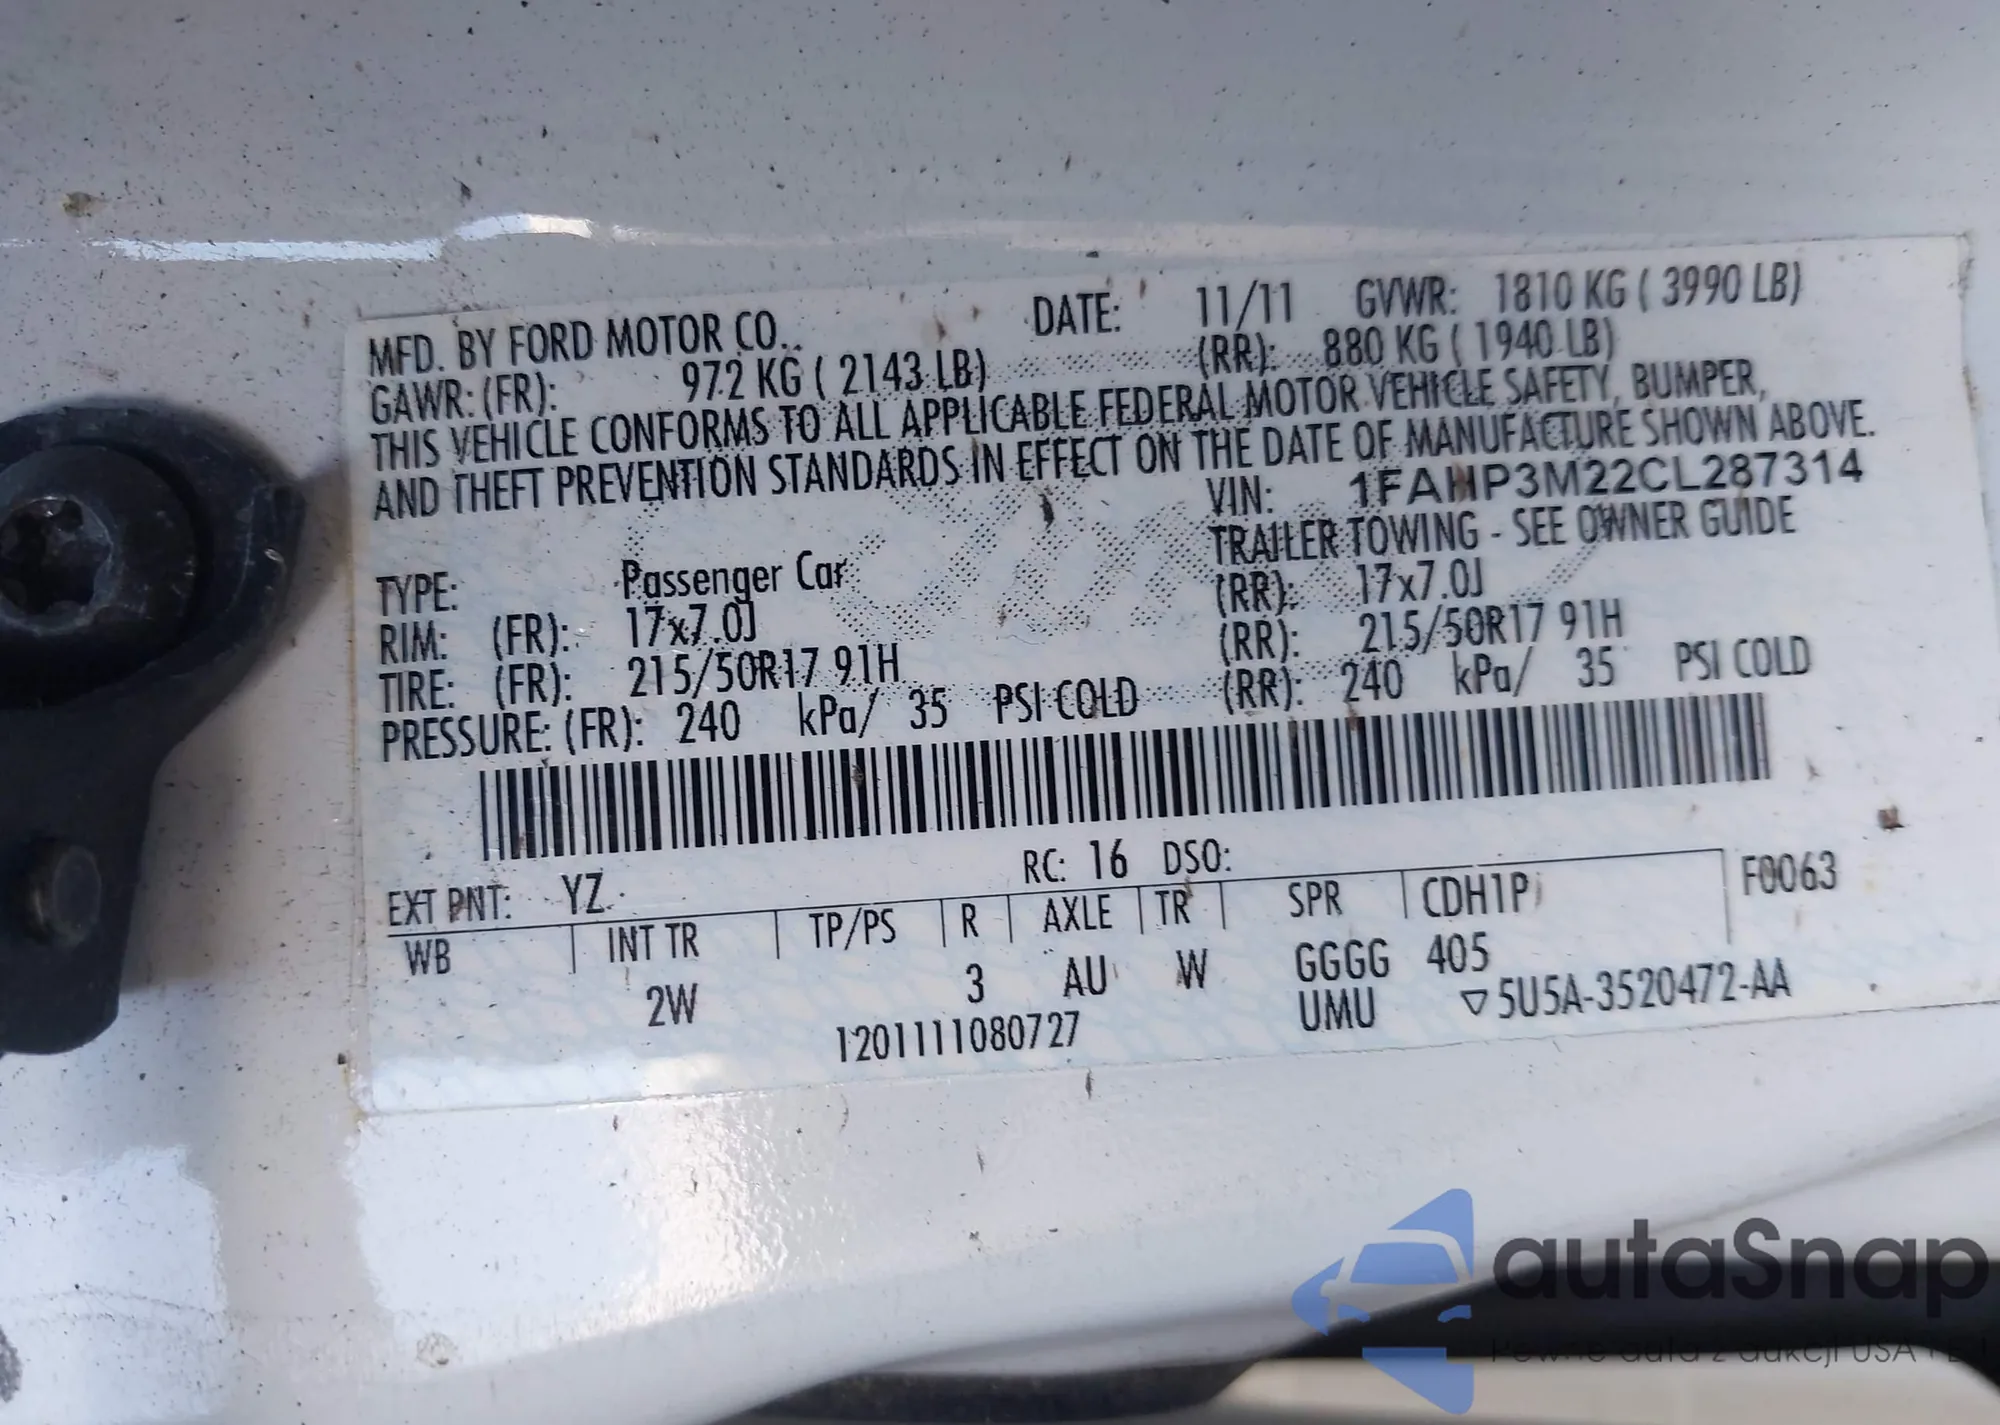 MFD. BY FORD MOTOR CO. DATE: 11/11 GVWR: 1810 KG ( 3990 LB)
GAWR: (FR): 972 KG ( 2143 LB) (RR): 880 KG ( 1940 LB)
THIS VEHICLE CONFORMS TO ALL APPLICABLE FEDERAL MOTOR VEHICLE SAFETY, BUMPER,
AND THEFT PREVENTION STANDARDS IN EFFECT ON THE DATE OF MANUFACTURE SHOWN ABOVE.
VIN: 1FAHP3M22CL287314
TRAILER TOWING - SEE OWNER GUIDE
TYPE: Passenger Car
RIM: (FR): 17x7.0J (RR): 17x7.0J
TIRE: (FR): 215/50R17 91H (RR): 215/50R17 91H
PRESSURE: (FR): 240 kPa/ 35 PSI COLD (RR): 240 kPa/ 35 PSI COLD
EXT PNT: YZ RC: 16 DSO: F0063
WB INT TR TP/PS R AXLE TR SPR CDH1P
2W 3 AU W GGGG 405
1201111080727 UMU ▽5U5A-3520472-AA
autaSnap
Pewne auta z aukcji USA